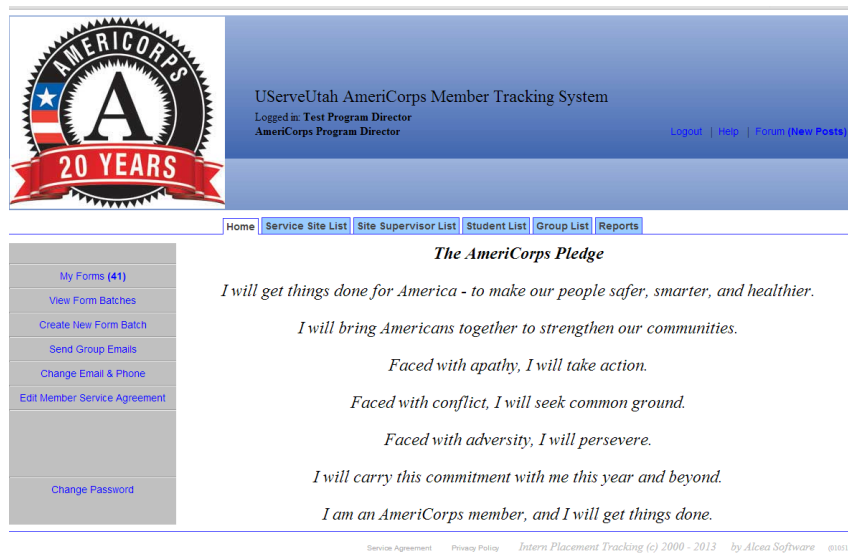 AMERICORPS
A
20 YEARS
UServeUtah AmeriCorps Member Tracking System
Logged in: Test Program Director
AmeriCorps Program Director
Logout | Help | Forum (New Posts)
Home Service Site List Site Supervisor List Student List Group List Reports
My Forms (41)
View Form Batches
Create New Form Batch
Send Group Emails
Change Email & Phone
Edit Member Service Agreement
Change Password
The AmeriCorps Pledge
I will get things done for America - to make our people safer, smarter, and healthier.
I will bring Americans together to strengthen our communities.
Faced with apathy, I will take action.
Faced with conflict, I will seek common ground.
Faced with adversity, I will persevere.
I will carry this commitment with me this year and beyond.
I am an AmeriCorps member, and I will get things done.
Service Agreement Privacy Policy Intern Placement Tracking (c) 2000 - 2013 by Alcea Software